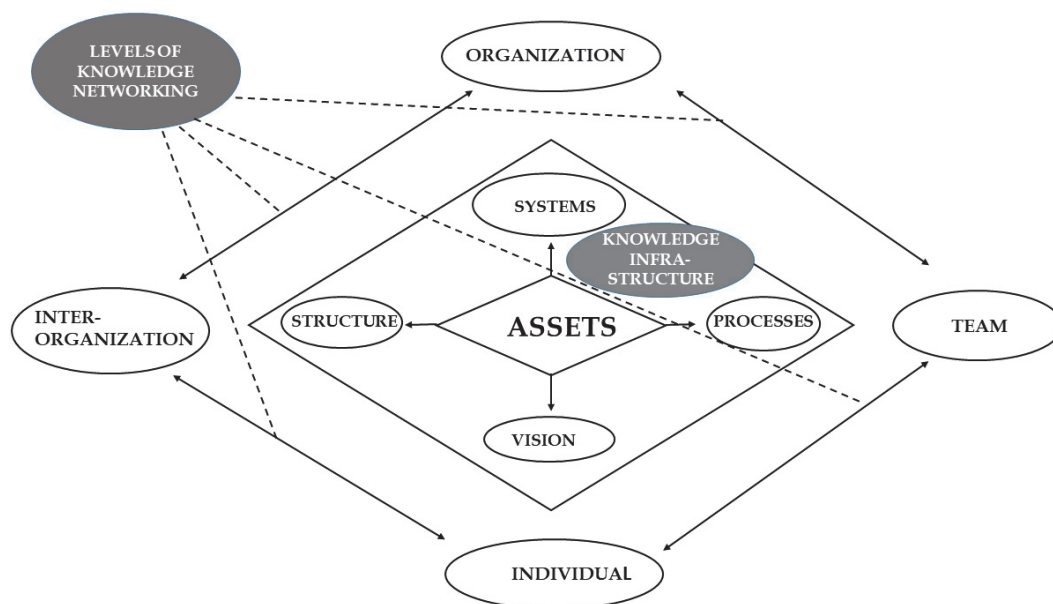 LEVELS OF
KNOWLEDGE
NETWORKING
ORGANIZATION
SYSTEMS
KNOWLEDGE
INFRA-
STRUCTURE
INTER-
ORGANIZATION
STRUCTURE
ASSETS
PROCESSES
TEAM
VISION
INDIVIDUAL